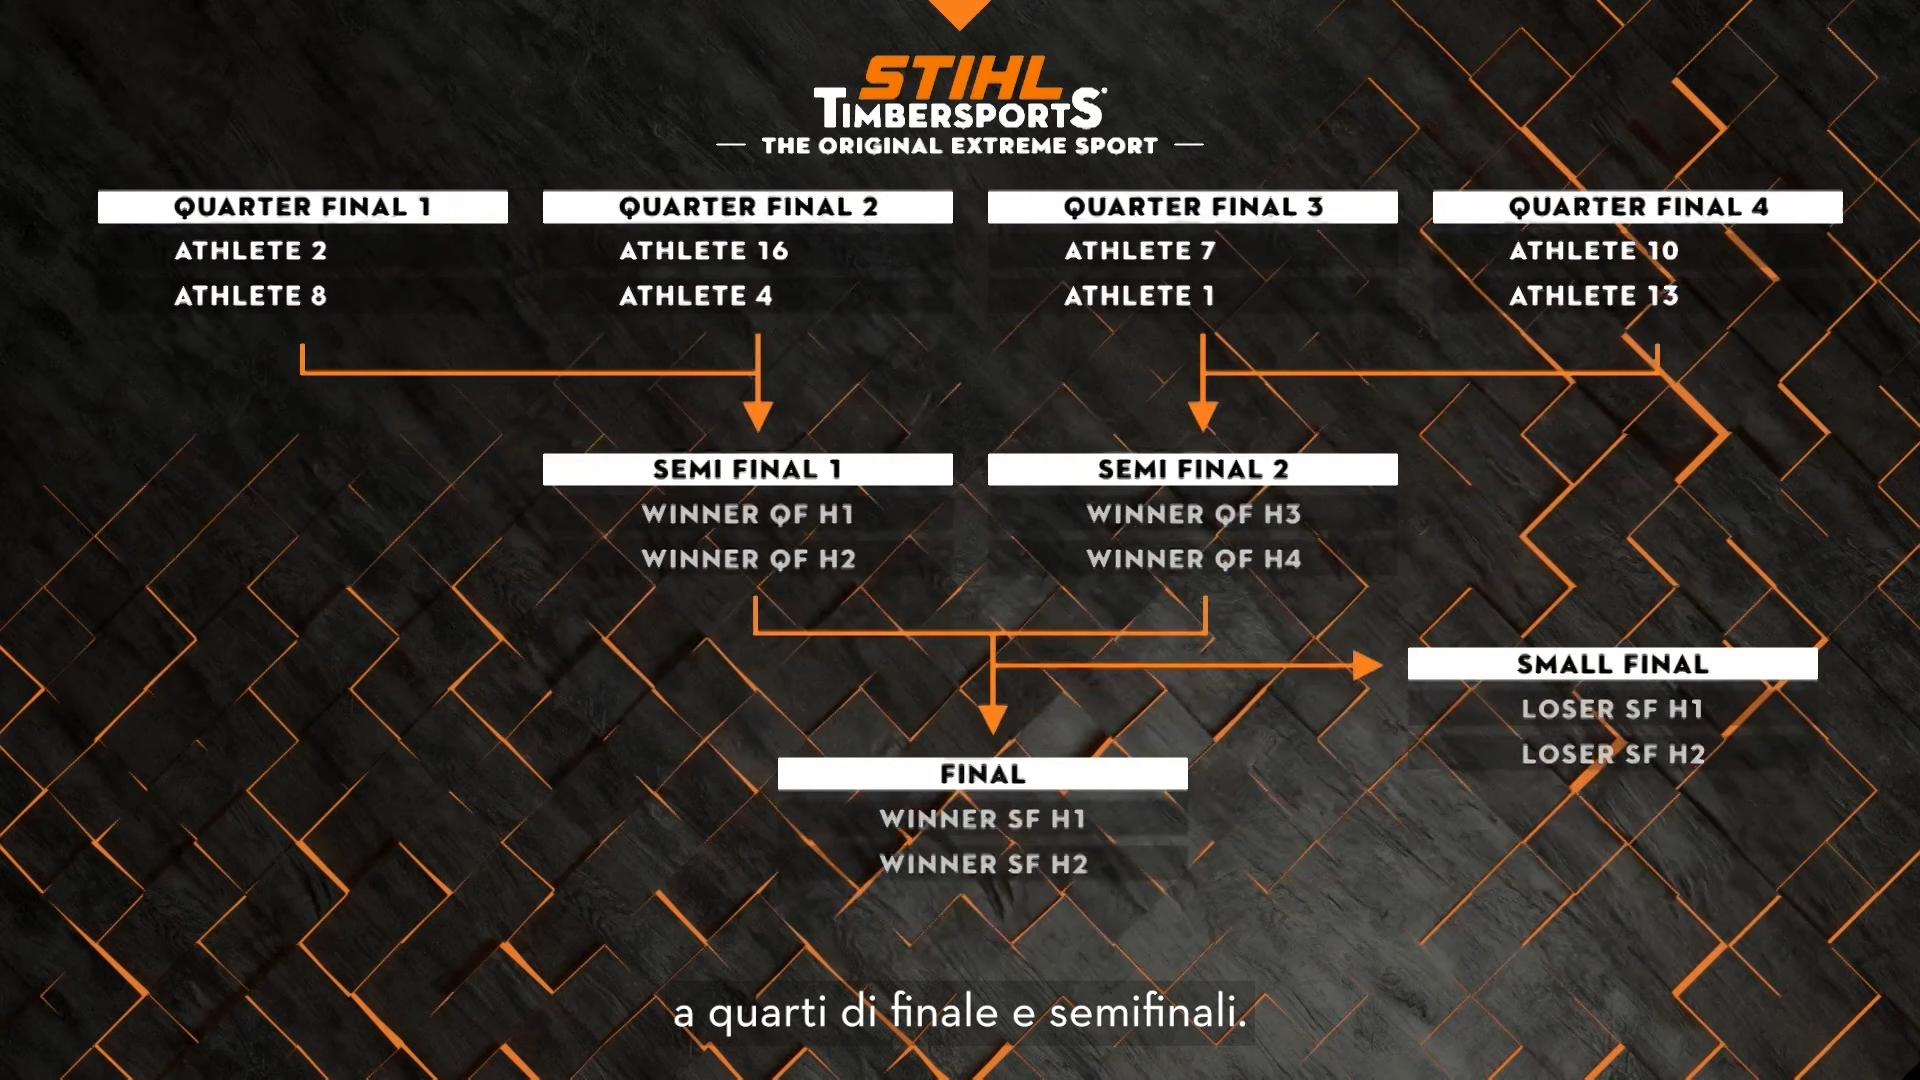 STIHL
TIMBERSPORTS®
THE ORIGINAL EXTREME SPORT
QUARTER FINAL 1
ATHLETE 2
ATHLETE 8
QUARTER FINAL 2
ATHLETE 16
ATHLETE 4
QUARTER FINAL 3
ATHLETE 7
ATHLETE 1
QUARTER FINAL 4
ATHLETE 10
ATHLETE 13
SEMI FINAL 1
WINNER QF H1
WINNER QF H2
SEMI FINAL 2
WINNER QF H3
WINNER QF H4
SMALL FINAL
LOSER SF H1
LOSER SF H2
FINAL
WINNER SF H1
WINNER SF H2
a quarti di finale e semifinali.